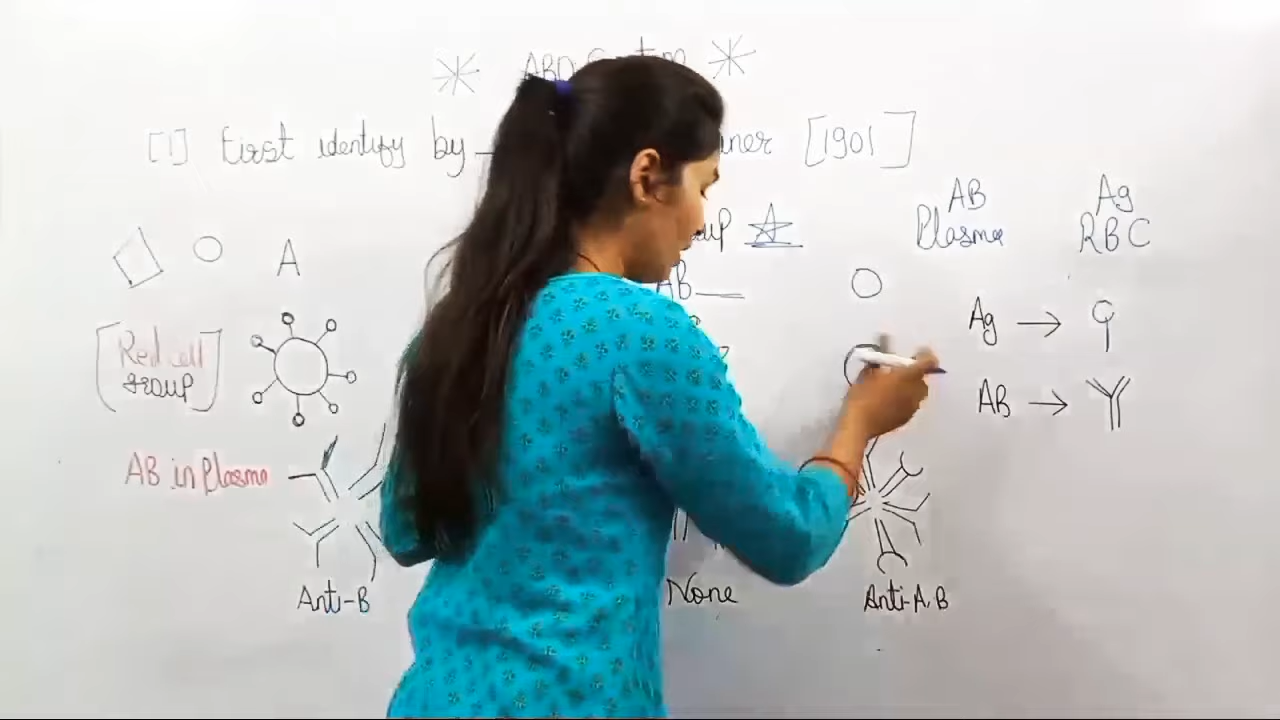 ABO
[1] First identify by
[1901]
AB
Plasma
Ag
RBC
A
AB
O
Ag →
[Red cell
group]
AB →
AB in Plasma
Anti-B
None
Anti-A, B